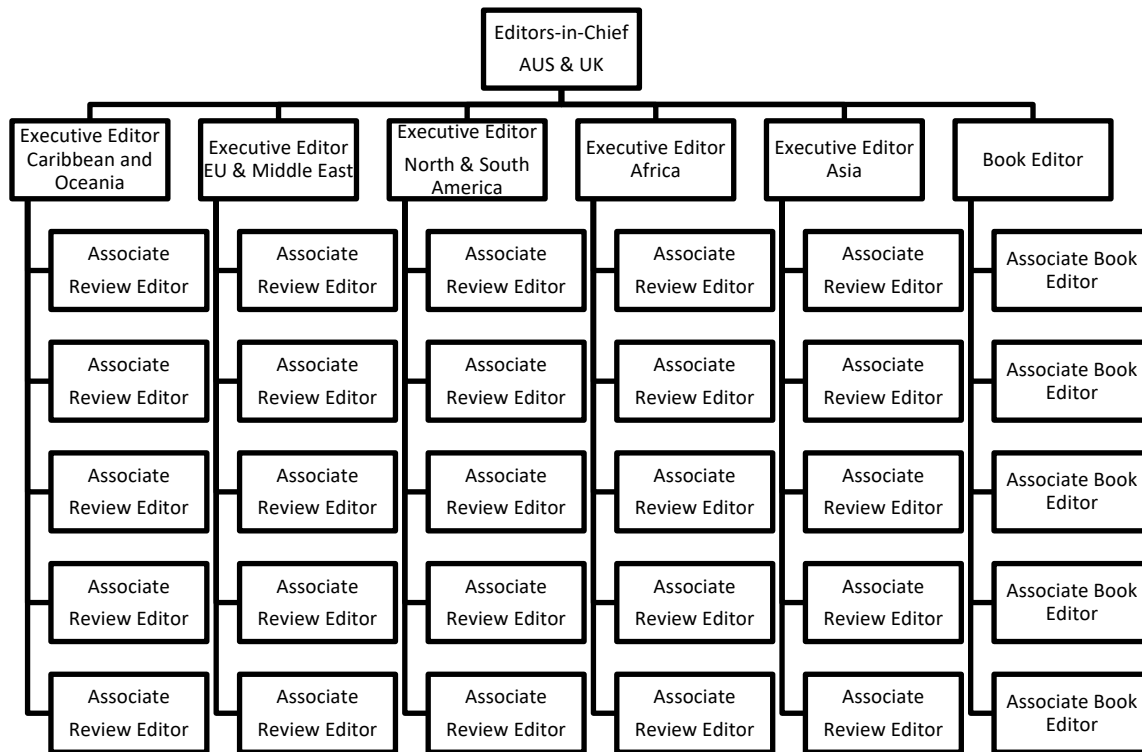 Editors-in-Chief
AUS & UK
Executive Editor
Caribbean and
Oceania
Executive Editor
EU & Middle East
Executive Editor
North & South
America
Executive Editor
Africa
Executive Editor
Asia
Book Editor
Associate
Review Editor
Associate
Review Editor
Associate
Review Editor
Associate
Review Editor
Associate
Review Editor
Associate Book
Editor
Associate
Review Editor
Associate
Review Editor
Associate
Review Editor
Associate
Review Editor
Associate
Review Editor
Associate Book
Editor
Associate
Review Editor
Associate
Review Editor
Associate
Review Editor
Associate
Review Editor
Associate
Review Editor
Associate Book
Editor
Associate
Review Editor
Associate
Review Editor
Associate
Review Editor
Associate
Review Editor
Associate
Review Editor
Associate Book
Editor
Associate
Review Editor
Associate
Review Editor
Associate
Review Editor
Associate
Review Editor
Associate
Review Editor
Associate Book
Editor